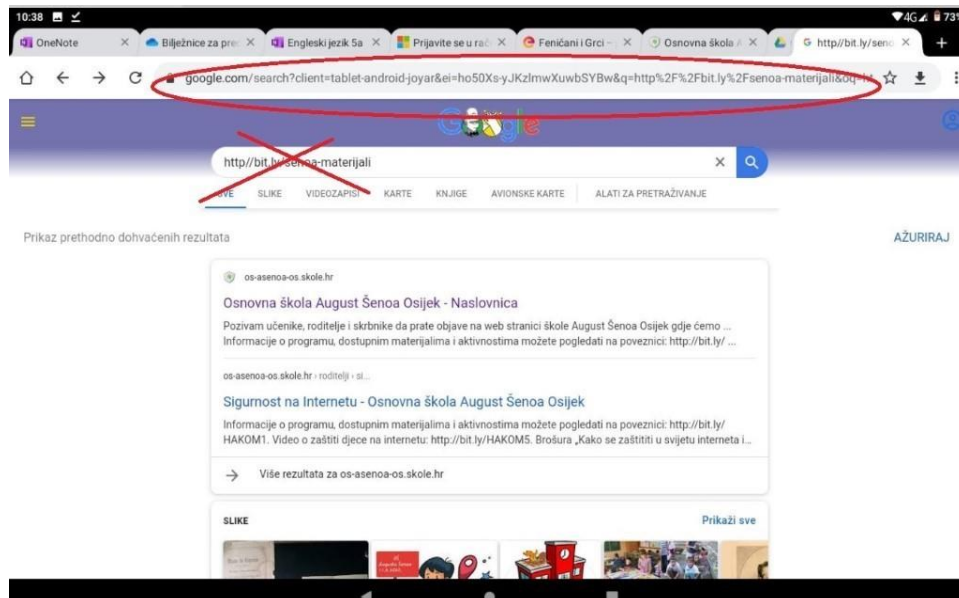 10:38
4G 73%
OneNote
Bilježnice za pre
Engleski jezik 5a
Prijavite se u rač
Feničani i Grci -
Osnovna škola A
http//bit.ly/seno
google.com/search?client=tablet-android-joyar&ei=ho50Xs-yJKzlmwXuwbSYBw&q=http%2F%2Fbit.ly%2Fsenoa-materijali&oq=
Google
http//bit.ly/senoa-materijali
SVE SLIKE VIDEOZAPISI KARTE KNJIGE AVIONSKE KARTE ALATI ZA PRETRAŽIVANJE
Prikaz prethodno dohvaćenih rezultata
AŽURIRAJ
os-asenoa-os.skole.hr
Osnovna škola August Šenoa Osijek - Naslovnica
Pozivam učenike, roditelje i skrbnike da prate objave na web stranici škole August Šenoa Osijek gdje ćemo ...
Informacije o programu, dostupnim materijalima i aktivnostima možete pogledati na poveznici: http://bit.ly/ ...
os-asenoa-os.skole.hr › roditelji › si...
Sigurnost na Internetu - Osnovna škola August Šenoa Osijek
Informacije o programu, dostupnim materijalima i aktivnostima možete pogledati na poveznici: http://bit.ly/
HAKOM1. Video o zaštiti djece na internetu: http://bit.ly/HAKOM5. Brošura „Kako se zaštititi u svijetu interneta i...
Više rezultata za os-asenoa-os.skole.hr
SLIKE
Prikaži sve